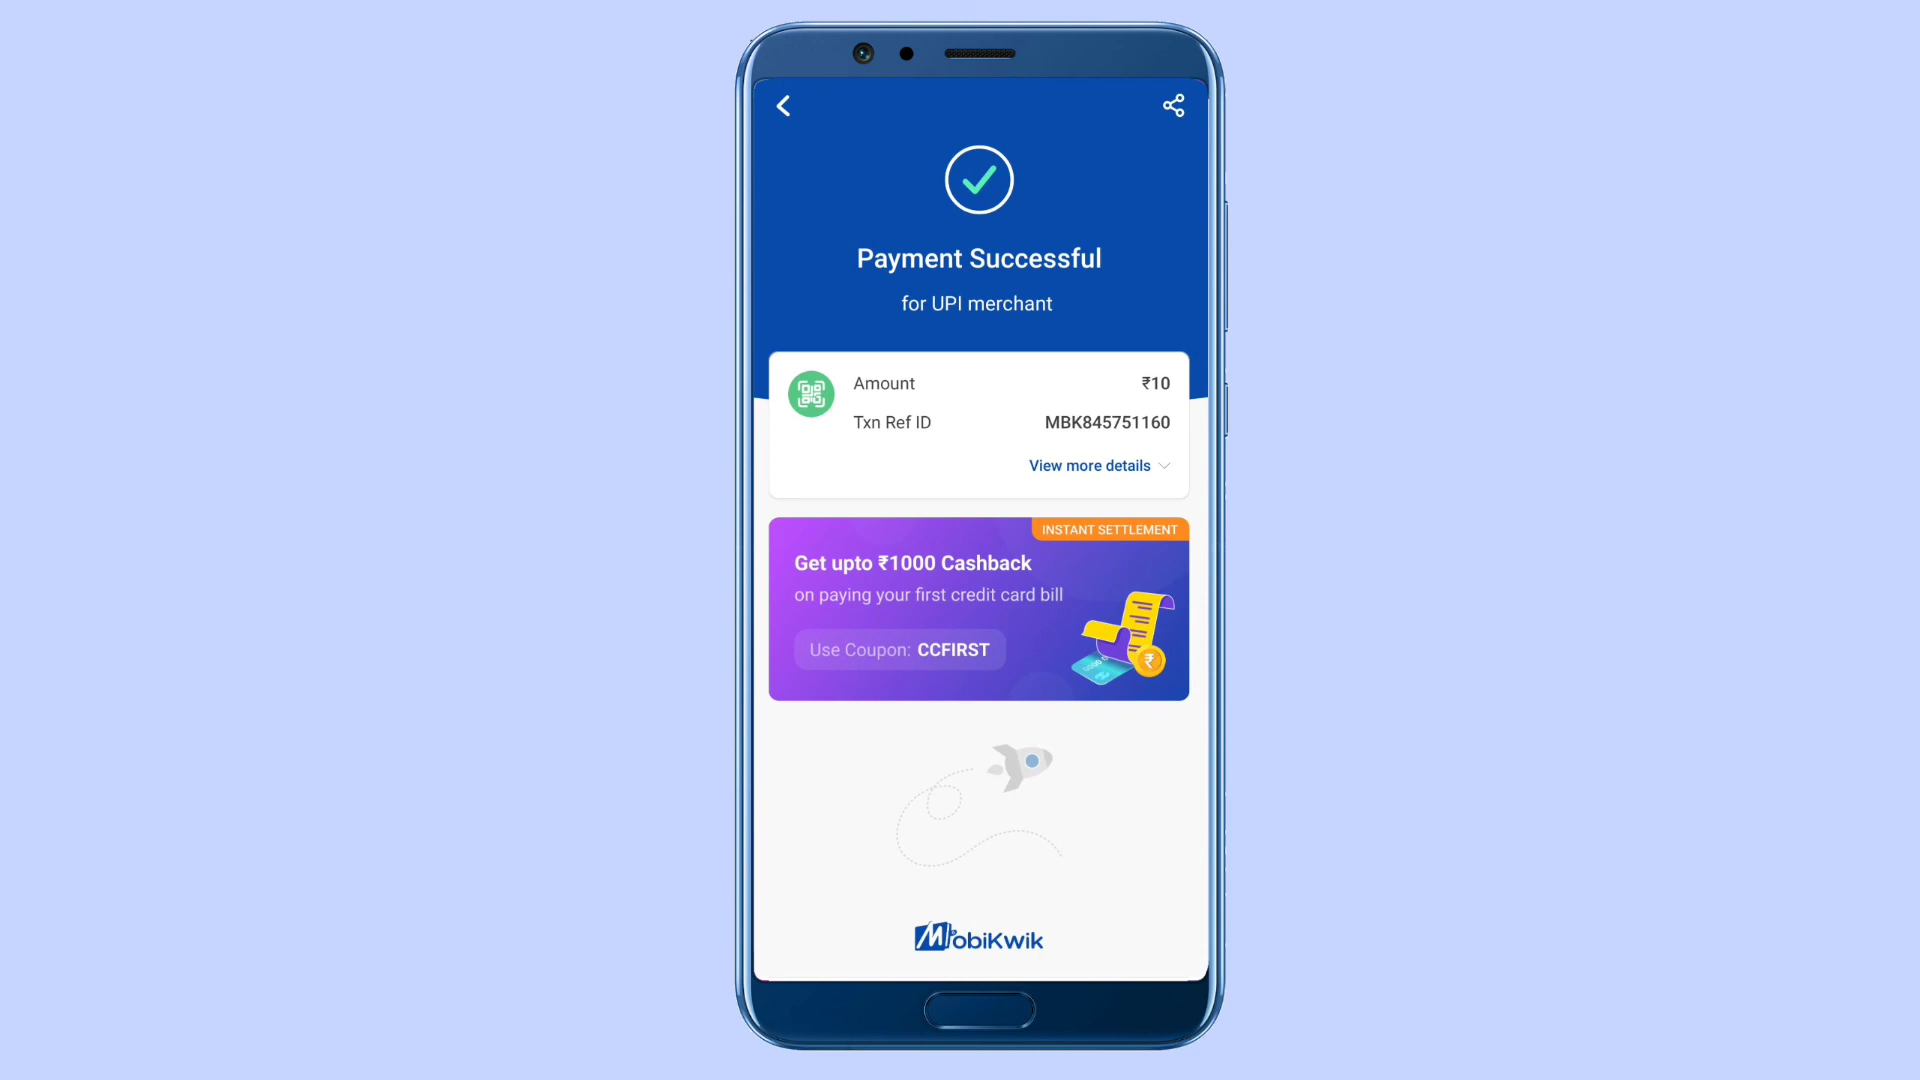 Payment Successful
for UPI merchant
Amount ₹10
Txn Ref ID MBK845751160
View more details
INSTANT SETTLEMENT
Get upto ₹1000 Cashback
on paying your first credit card bill
Use Coupon: CCFIRST
MobiKwik